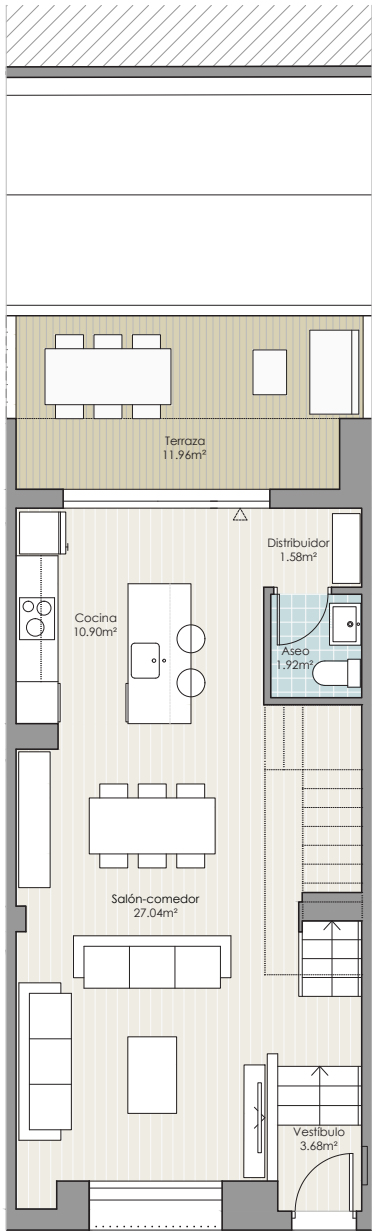 Terraza
11.96m²
Distribuidor
1.58m²
Cocina
10.90m²
Aseo
1.92m²
Salón-comedor
27.04m²
Vestíbulo
3.68m²